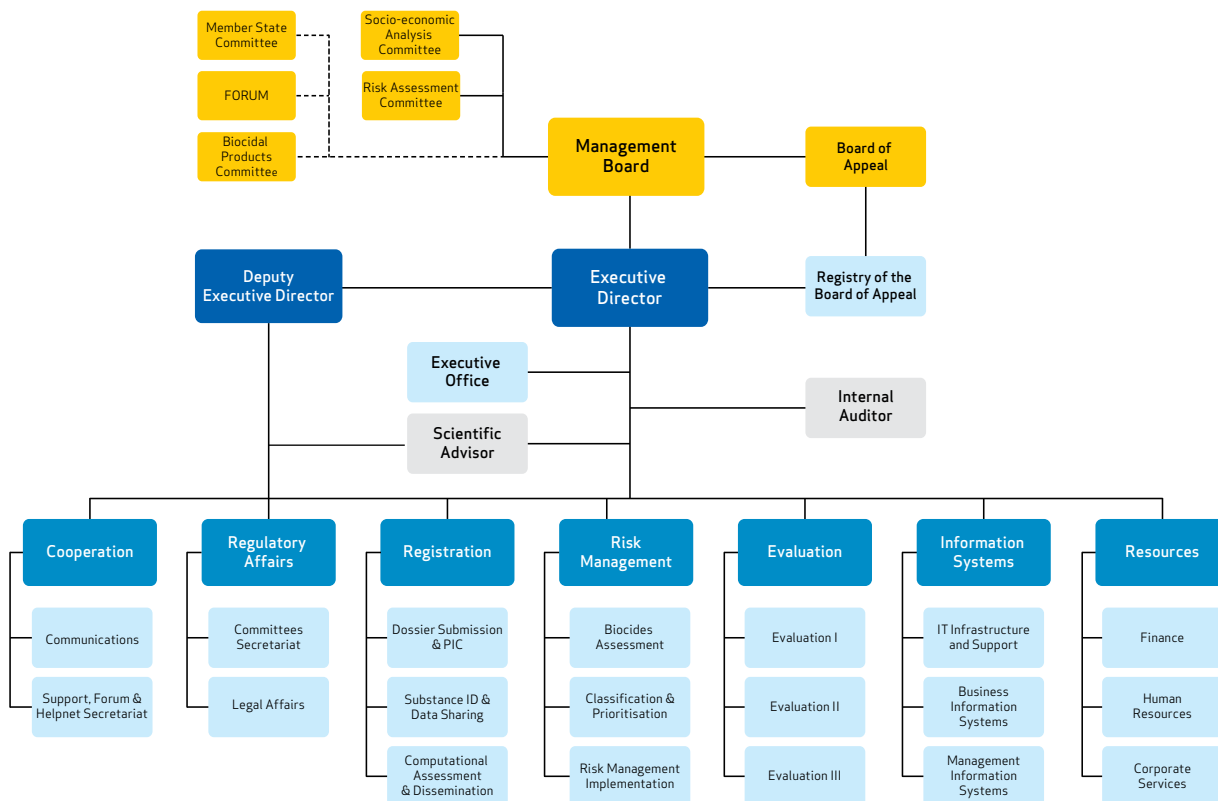 Member State
Committee
Socio-economic
Analysis
Committee
FORUM
Risk Assessment
Committee
Biocidal
Products
Committee
Management
Board
Board of
Appeal
Deputy
Executive Director
Executive
Director
Registry of the
Board of Appeal
Executive
Office
Internal
Auditor
Scientific
Advisor
Cooperation
Regulatory
Affairs
Registration
Risk
Management
Evaluation
Information
Systems
Resources
Communications
Committees
Secretariat
Dossier Submission
& PIC
Biocides
Assessment
Evaluation I
IT Infrastructure
and Support
Finance
Support, Forum &
Helpnet Secretariat
Legal Affairs
Substance ID &
Data Sharing
Classification &
Prioritisation
Evaluation II
Business
Information
Systems
Human
Resources
Computational
Assessment
& Dissemination
Risk Management
Implementation
Evaluation III
Management
Information
Systems
Corporate
Services